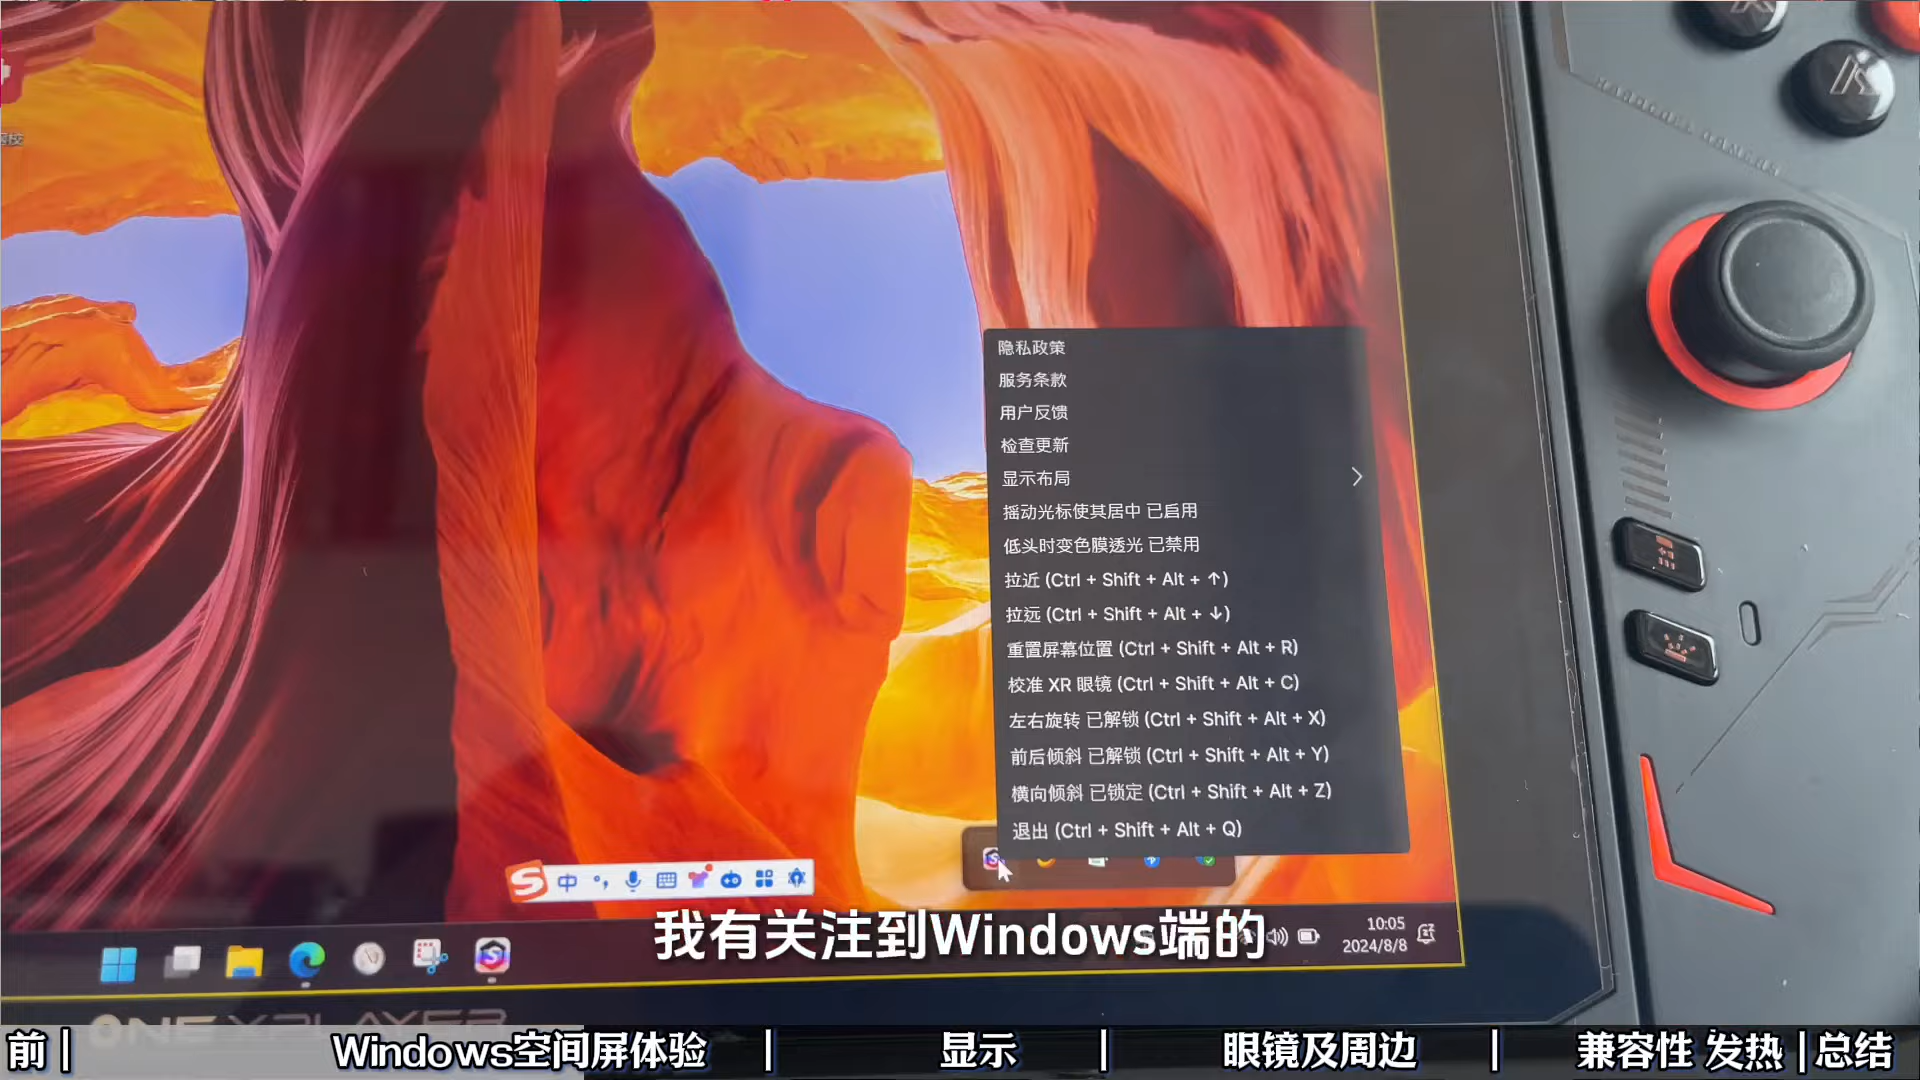 隐私政策
服务条款
用户反馈
检查更新
显示布局
摇动光标使其居中 已启用
低头时变色膜透光 已禁用
拉近 (Ctrl + Shift + Alt + ↑)
拉远 (Ctrl + Shift + Alt + ↓)
重置屏幕位置 (Ctrl + Shift + Alt + R)
校准 XR 眼镜 (Ctrl + Shift + Alt + C)
左右旋转 已解锁 (Ctrl + Shift + Alt + X)
前后倾斜 已解锁 (Ctrl + Shift + Alt + Y)
横向倾斜 已锁定 (Ctrl + Shift + Alt + Z)
退出 (Ctrl + Shift + Alt + Q)
中
我有关注到Windows端的
10:05
2024/8/8
ONEXPLAYER
前 | Windows空间屏体验 | 显示 | 眼镜及周边 | 兼容性 发热 | 总结